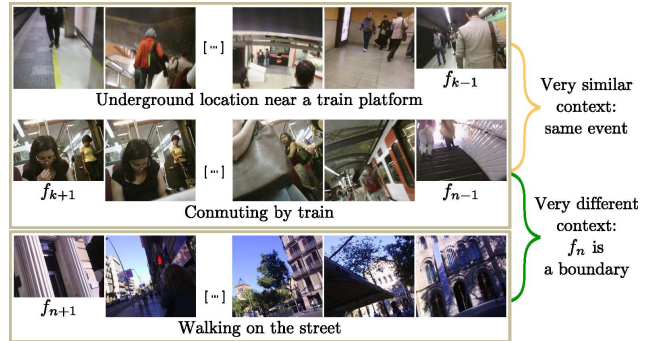 [...]
f_{k-1}
Underground location near a train platform
Very similar
context:
same event
[...]
f_{k+1}
f_{n-1}
Conmuting by train
Very different
context:
f_n is
a boundary
[...]
f_{n+1}
Walking on the street